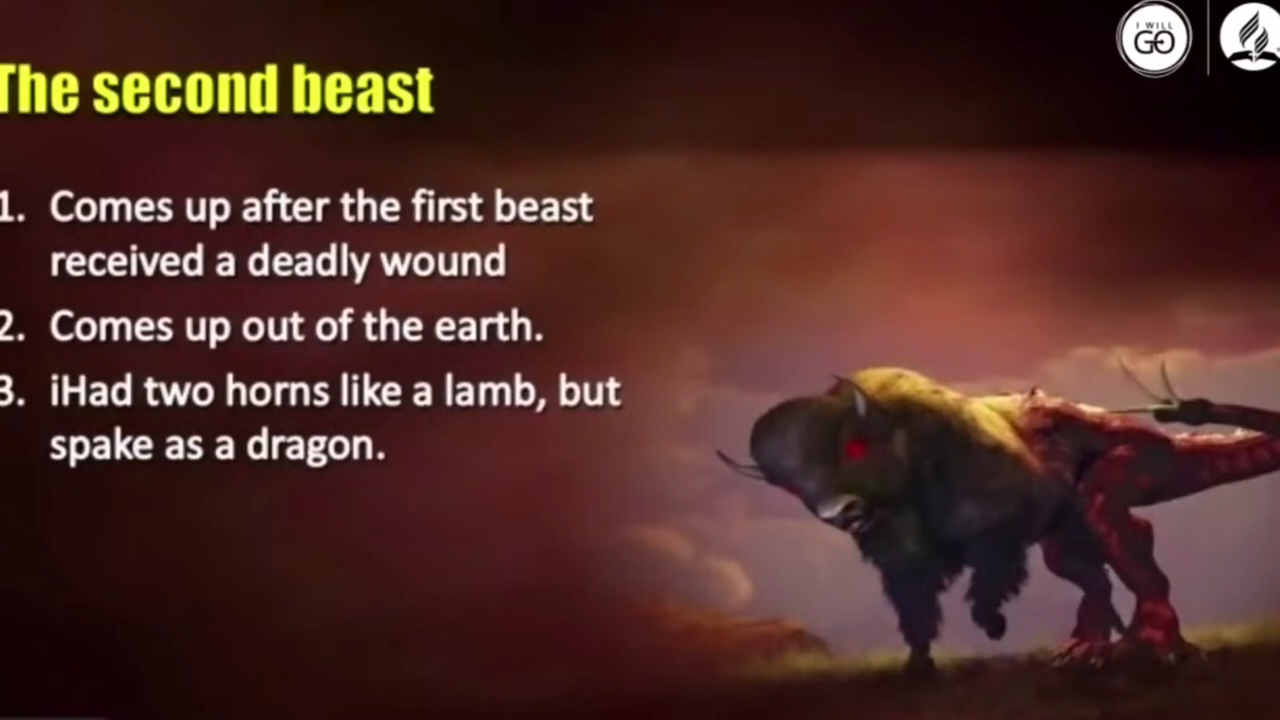 I WILL
GO
The second beast
1. Comes up after the first beast
received a deadly wound
2. Comes up out of the earth.
3. iHad two horns like a lamb, but
spake as a dragon.